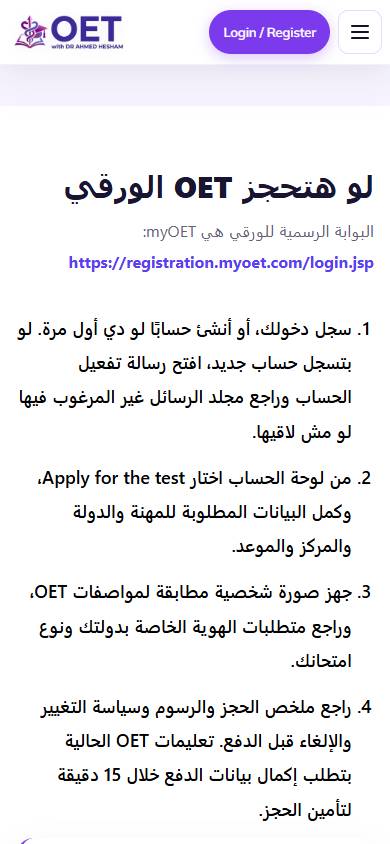 OET
with DR AHMED HESHAM
Login / Register
لو هتحجز OET الورقي
البوابة الرسمية للورقي هي myOET:
https://registration.myoet.com/login.jsp
1. سجل دخولك، أو أنشئ حسابًا لو دي أول مرة. لو
بتسجل حساب جديد، افتح رسالة تفعيل
الحساب وراجع مجلد الرسائل غير المرغوب فيها
لو مش لاقيها.
2. من لوحة الحساب اختار Apply for the test،
وكمل البيانات المطلوبة للمهنة والدولة
والمركز والموعد.
3. جهز صورة شخصية مطابقة لمواصفات OET،
وراجع متطلبات الهوية الخاصة بدولتك ونوع
امتحانك.
4. راجع ملخص الحجز والرسوم وسياسة التغيير
والإلغاء قبل الدفع. تعليمات OET الحالية
بتطلب إكمال بيانات الدفع خلال 15 دقيقة
لتأمين الحجز.